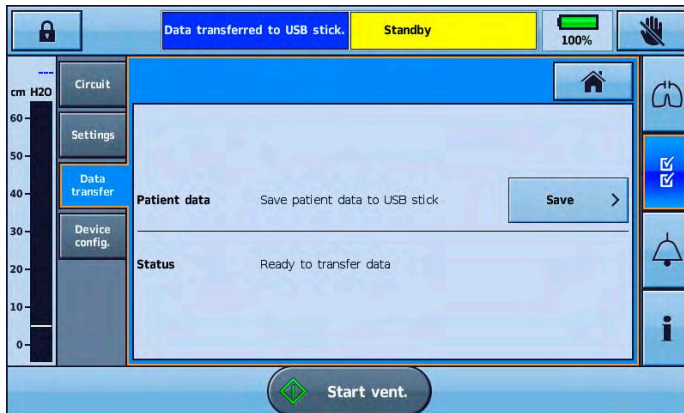 Data transferred to USB stick.
Standby
100%
---
cm H2O
60
50
40
30
20
10
0
Circuit
Settings
Data
transfer
Device
config.
Patient data Save patient data to USB stick Save >
Status Ready to transfer data
i
Start vent.